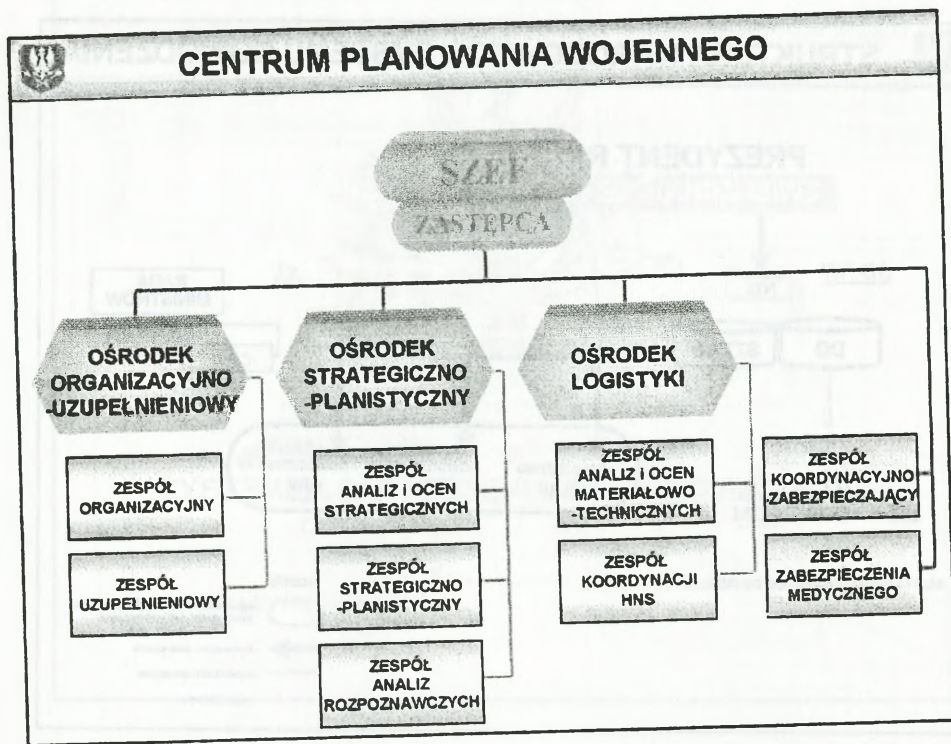 CENTRUM PLANOWANIA WOJENNEGO
SZEF
ZASTĘPCA
OŚRODEK
ORGANIZACYJNO
-UZUPEŁNIENIOWY
OŚRODEK
STRATEGICZNO
-PLANISTYCZNY
OŚRODEK
LOGISTYKI
ZESPÓŁ
ORGANIZACYJNY
ZESPÓŁ
UZUPEŁNIENIOWY
ZESPÓŁ
ANALIZ i OCEN
STRATEGICZNYCH
ZESPÓŁ
STRATEGICZNO
-PLANISTYCZNY
ZESPÓŁ
ANALIZ
ROZPOZNAWCZYCH
ZESPÓŁ
ANALIZ i OCEN
MATERIAŁOWO
-TECHNICZNYCH
ZESPÓŁ
KOORDYNACJI
HNS
ZESPÓŁ
KOORDYNACYJNO
-ZABEZPIECZAJĄCY
ZESPÓŁ
ZABEZPIECZENIA
MEDYCZNEGO